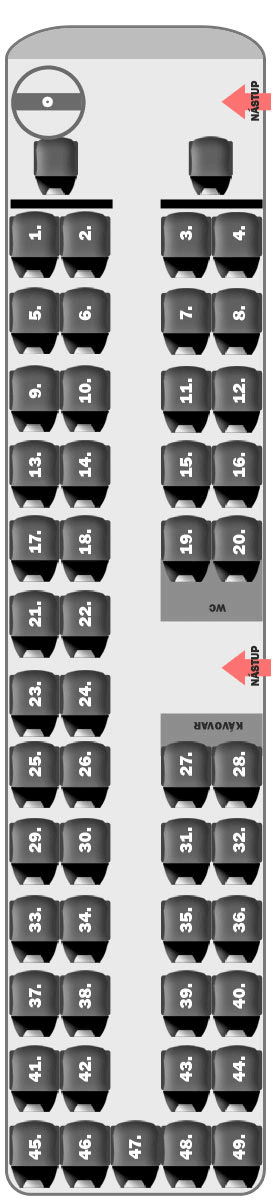 NÁSTUP
1. 2. 3. 4.
5. 6. 7. 8.
9. 10. 11. 12.
13. 14. 15. 16.
17. 18. 19. 20.
WC
21. 22.
NÁSTUP
23. 24.
KÁVOVAR
25. 26. 27. 28.
29. 30. 31. 32.
33. 34. 35. 36.
37. 38. 39. 40.
41. 42. 43. 44.
45. 46. 47. 48. 49.